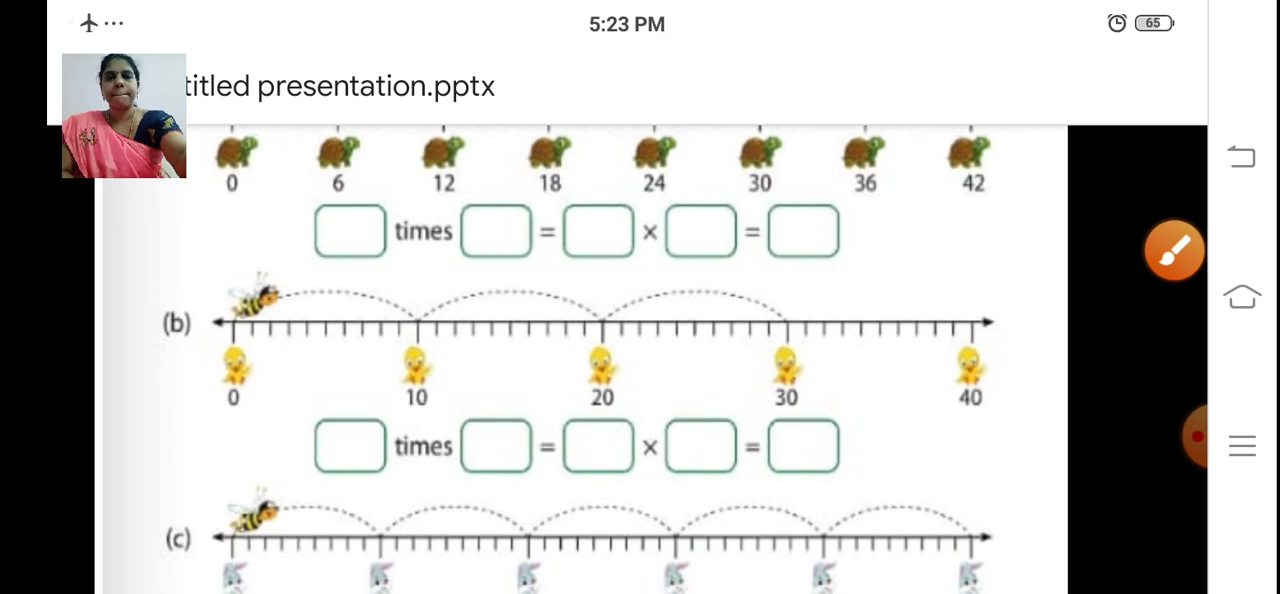 5:23 PM
65
titled presentation.pptx
0 6 12 18 24 30 36 42
times = × =
(b)
0 10 20 30 40
times = × =
(c)